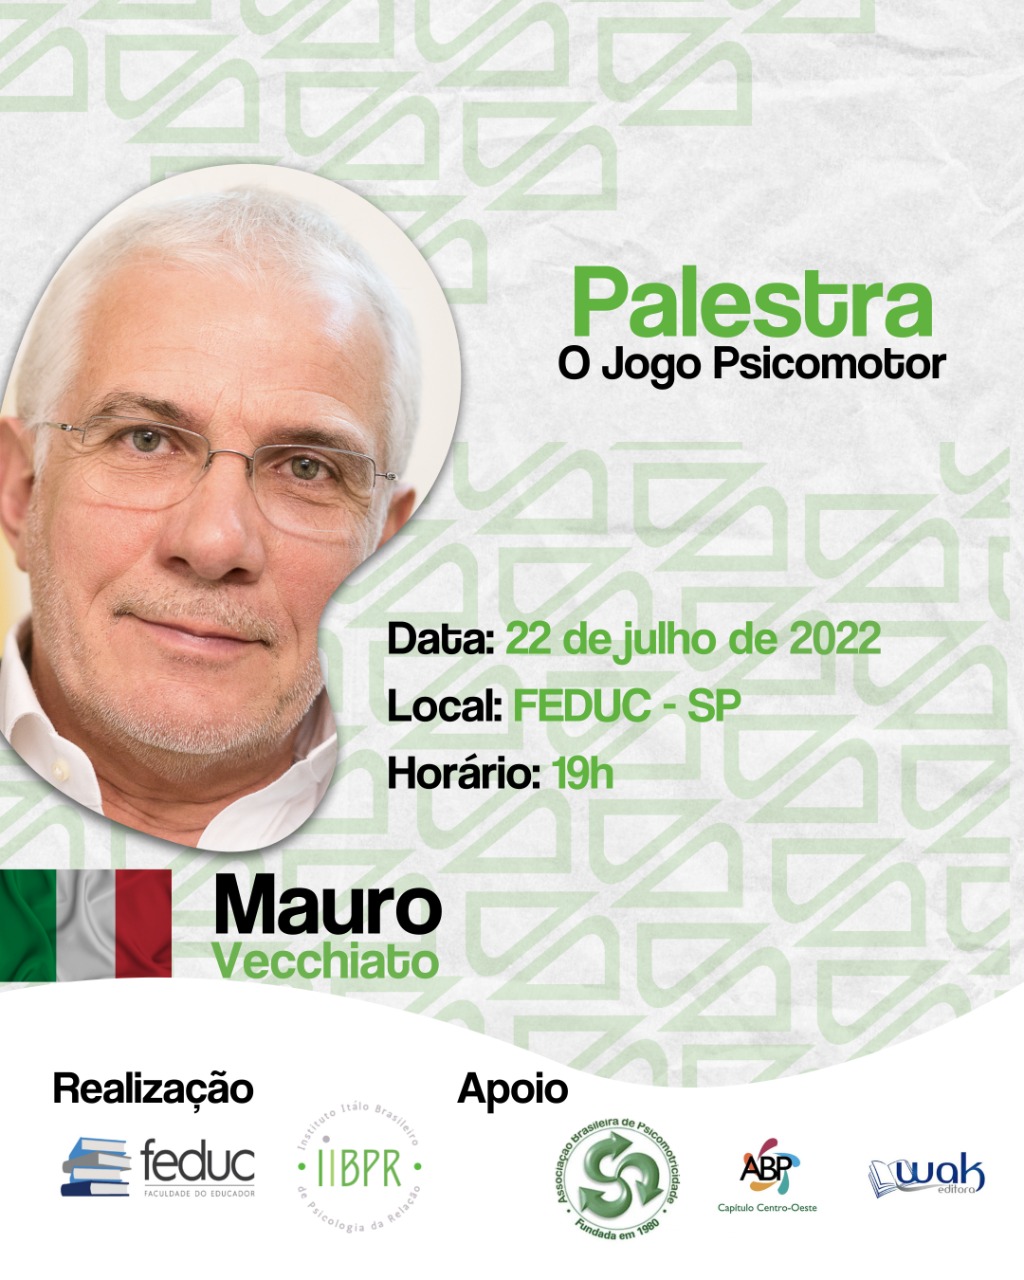 Palestra
O Jogo Psicomotor
Data: 22 de julho de 2022
Local: FEDUC - SP
Horário: 19h
Mauro
Vecchiato
Realização
Apoio
feduc
FACULDADE DO EDUCADOR
Instituto Ítalo Brasileiro
IIBPR
de Psicologia da Relação
Associação Brasileira de Psicomotricidade
Fundada em 1980
ABP
Capítulo Centro-Oeste
wak
editora